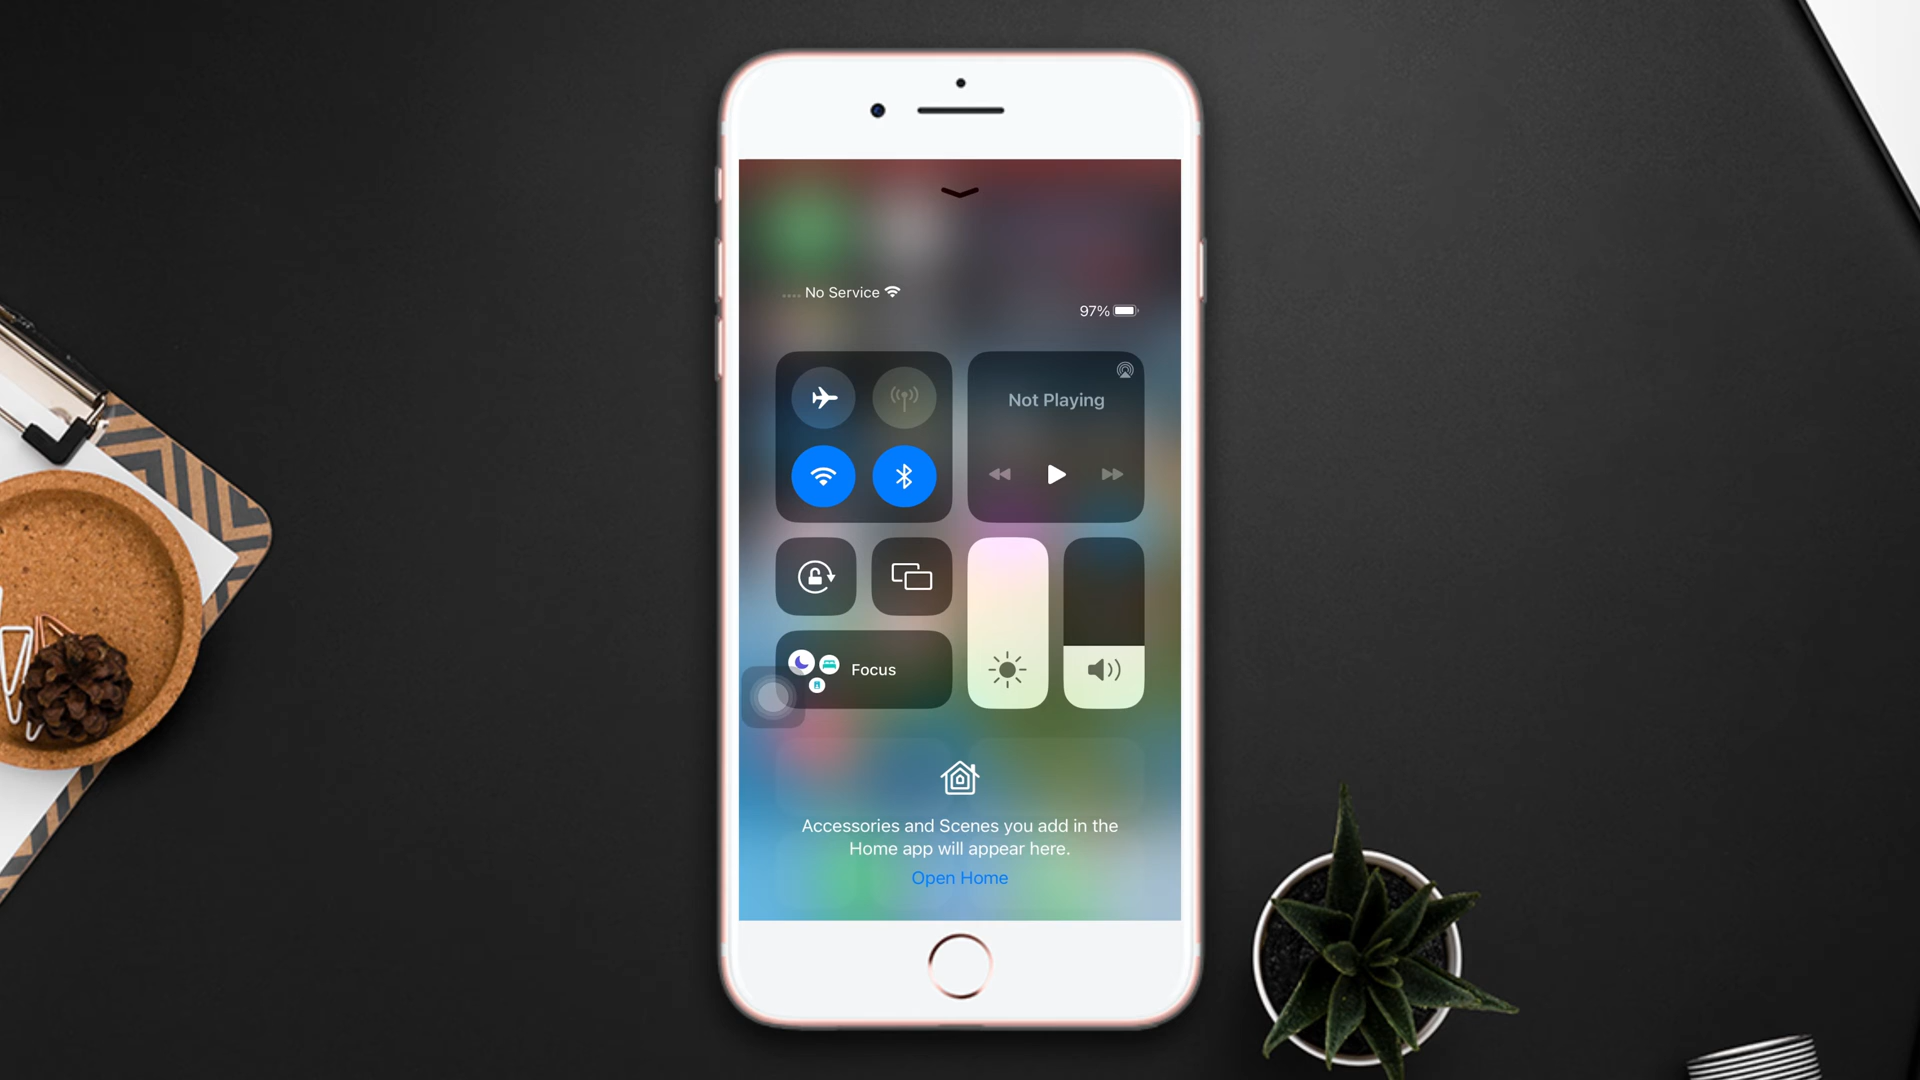 No Service
97%
Not Playing
Focus
Accessories and Scenes you add in the
Home app will appear here.
Open Home